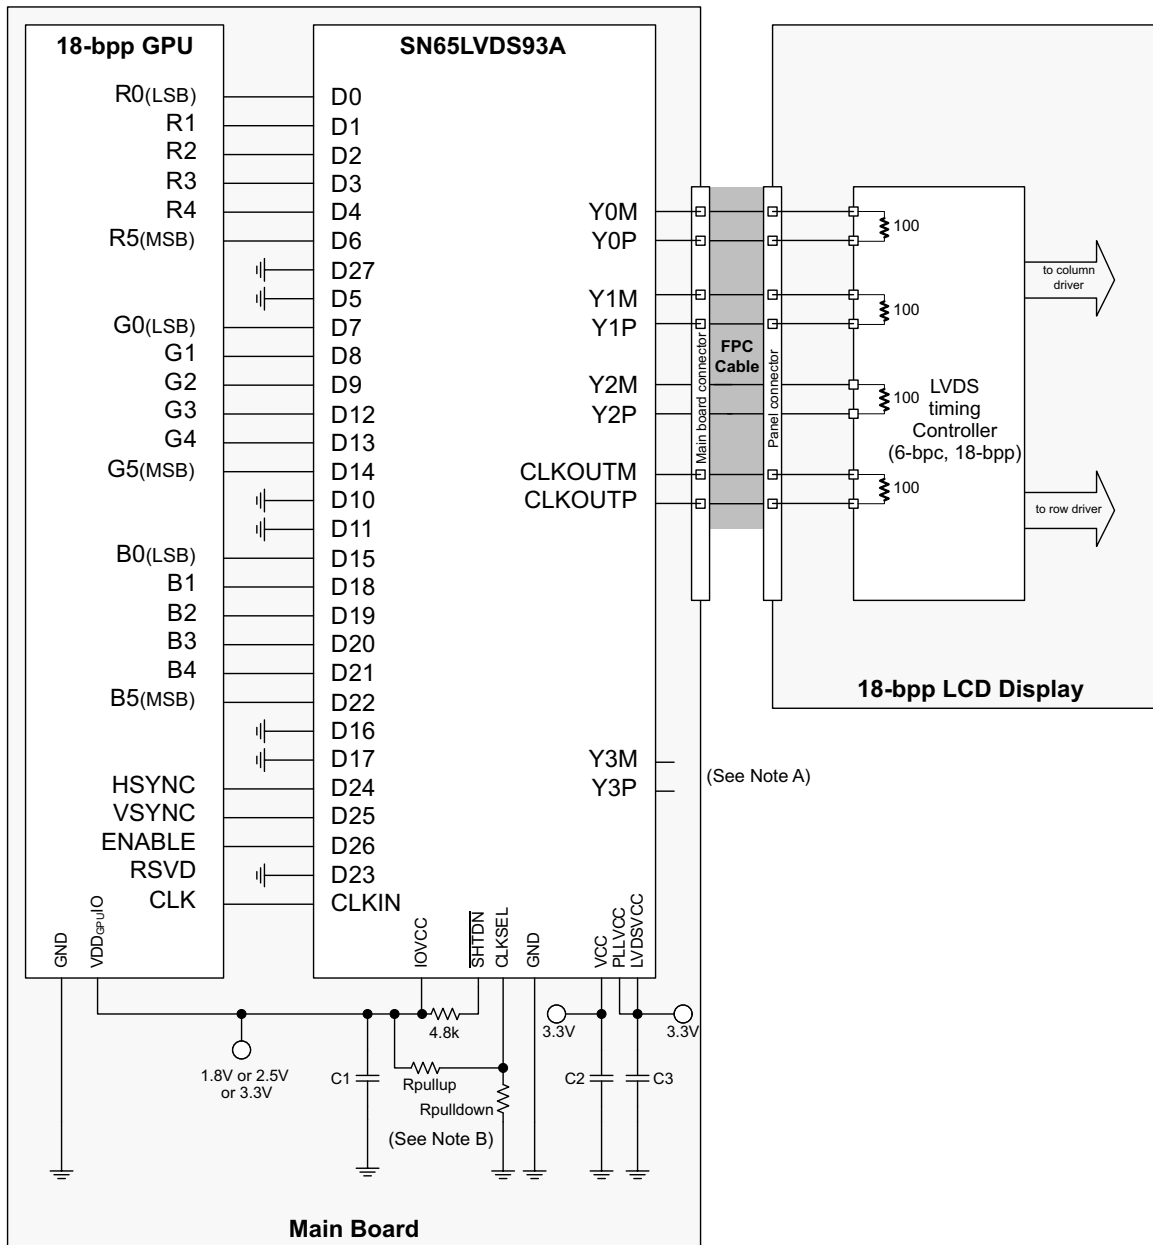 18-bpp GPU
SN65LVDS93A
R0(LSB) D0
R1 D1
R2 D2
R3 D3
R4 D4
R5(MSB) D6
D27
D5
G0(LSB) D7
G1 D8
G2 D9
G3 D12
G4 D13
G5(MSB) D14
D10
D11
B0(LSB) D15
B1 D18
B2 D19
B3 D20
B4 D21
B5(MSB) D22
D16
D17
HSYNC D24
VSYNC D25
ENABLE D26
RSVD D23
CLK CLKIN
Y0M
Y0P
Y1M
Y1P
Y2M
Y2P
CLKOUTM
CLKOUTP
Y3M
Y3P
(See Note A)
Main board connector
FPC
Cable
Panel connector
100
100
100
100
LVDS
timing
Controller
(6-bpc, 18-bpp)
to column
driver
to row driver
18-bpp LCD Display
GND
VDDGPUIO
IOVCC
SHTDN
CLKSEL
GND
VCC
PLLVCC
LVDSVCC
4.8k
3.3V
3.3V
1.8V or 2.5V
or 3.3V
C1
Rpullup
Rpulldown
C2
C3
(See Note B)
Main Board